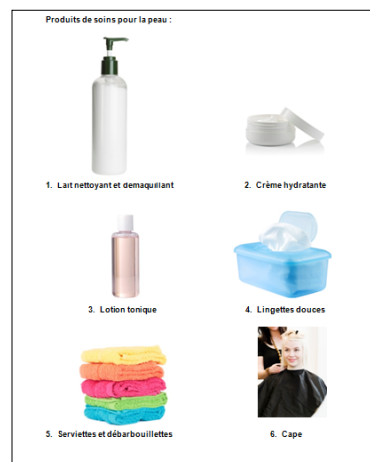 Produits de soins pour la peau :
1. Lait nettoyant et démaquillant
2. Crème hydratante
3. Lotion tonique
4. Lingettes douces
5. Serviettes et débarbouillettes
6. Cape